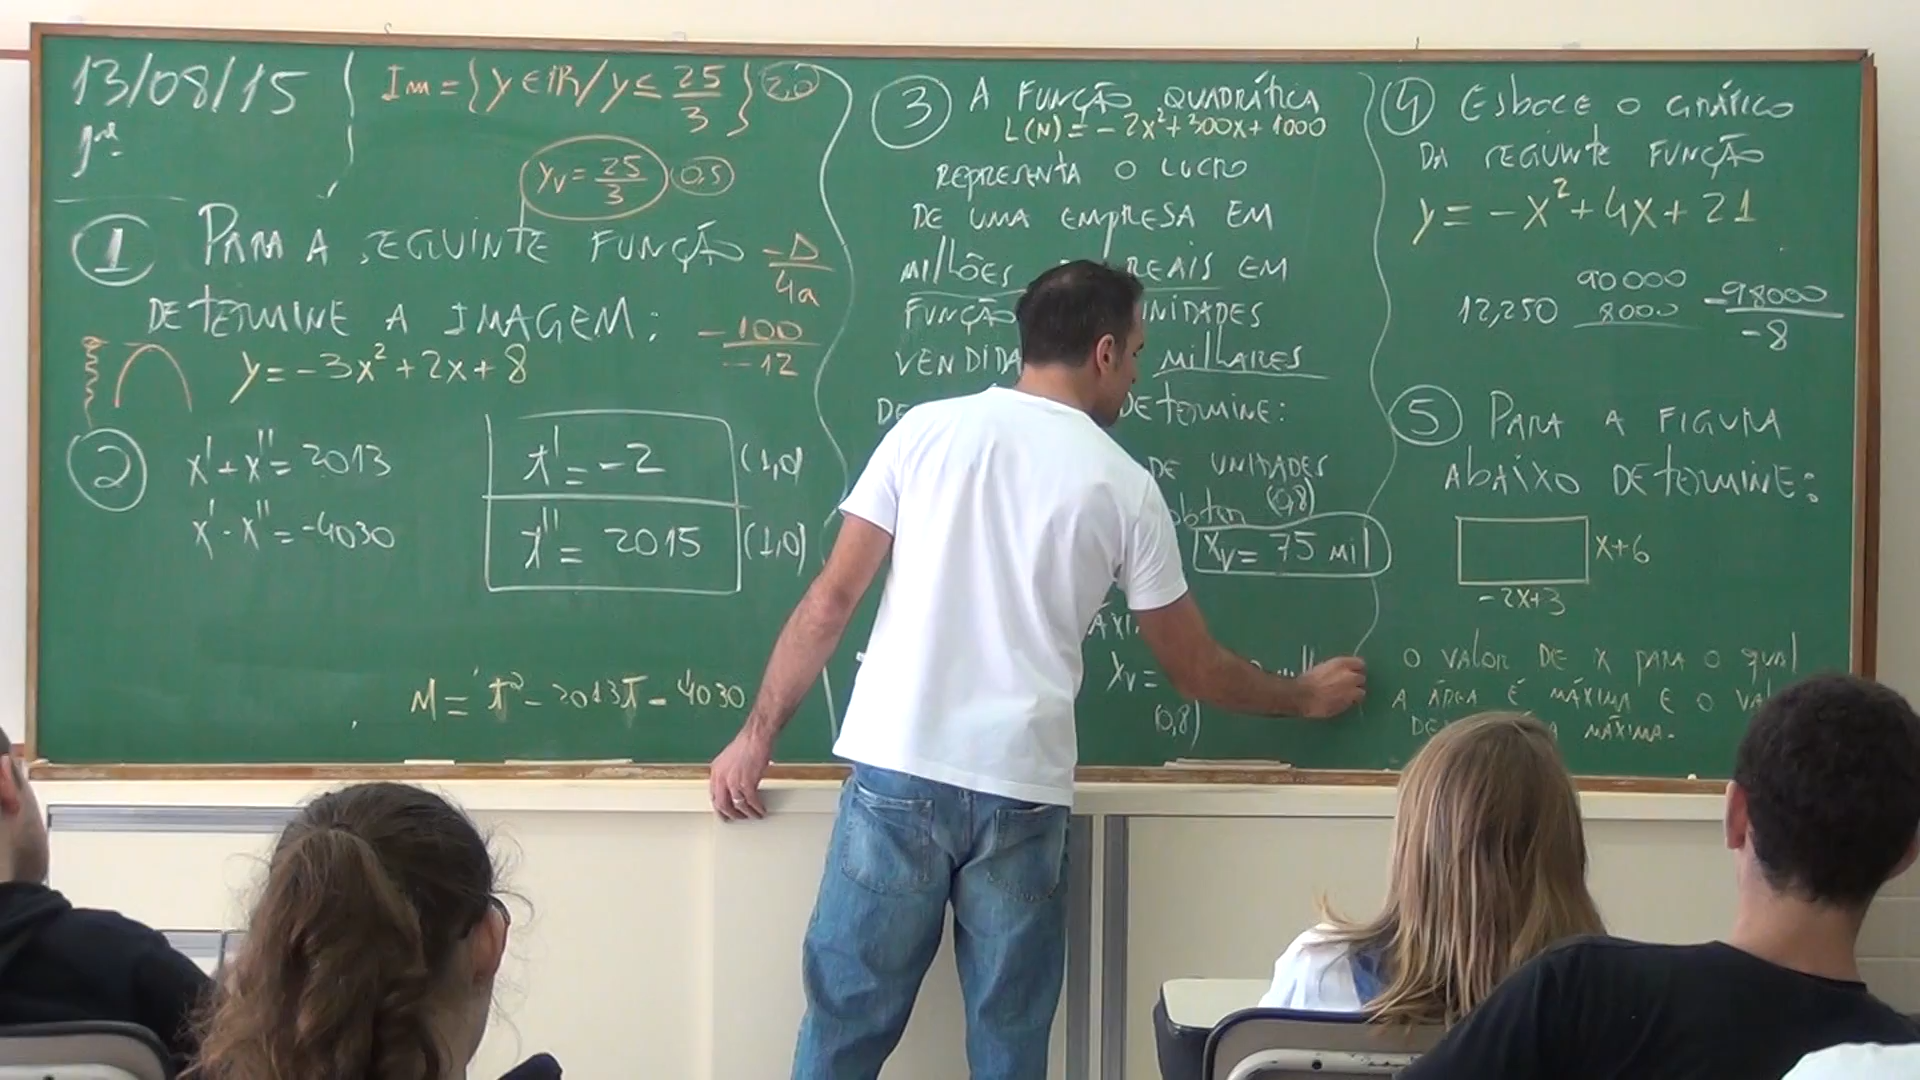 13/08/15
Im = {y ∈ IR / y ≤ 25/3} 2,0
yv = 25/3 0,5
1 PARA A SEGUINTE FUNÇÃO
DETERMINE A IMAGEM:
y = -3x² + 2x + 8
-Δ/4a
-100/-12
2 x' + x'' = 2013
x' · x'' = -4030
x' = -2 (1,0)
x'' = 2015 (1,0)
M = x² - 2013x - 4030
3 A FUNÇÃO QUADRÁTICA
L(N) = -2x² + 300x + 1000
REPRESENTA O LUCRO
DE UMA EMPRESA EM
MILHÕES REAIS EM
FUNÇÃO UNIDADES
MILHARES
DETERMINE:
DE UNIDADES
(0,8)
xv = 75 mil
(0,8)
4 ESBOCE O GRÁFICO
DA SEGUINTE FUNÇÃO
y = -x² + 4x + 21
12,250
90000
8000
-98000/-8
5 PARA A FIGURA
ABAIXO DETERMINE:
x+6
-2x+3
O VALOR DE X PARA O QUAL
A ÁREA É MÁXIMA E O
MÁXIMA.